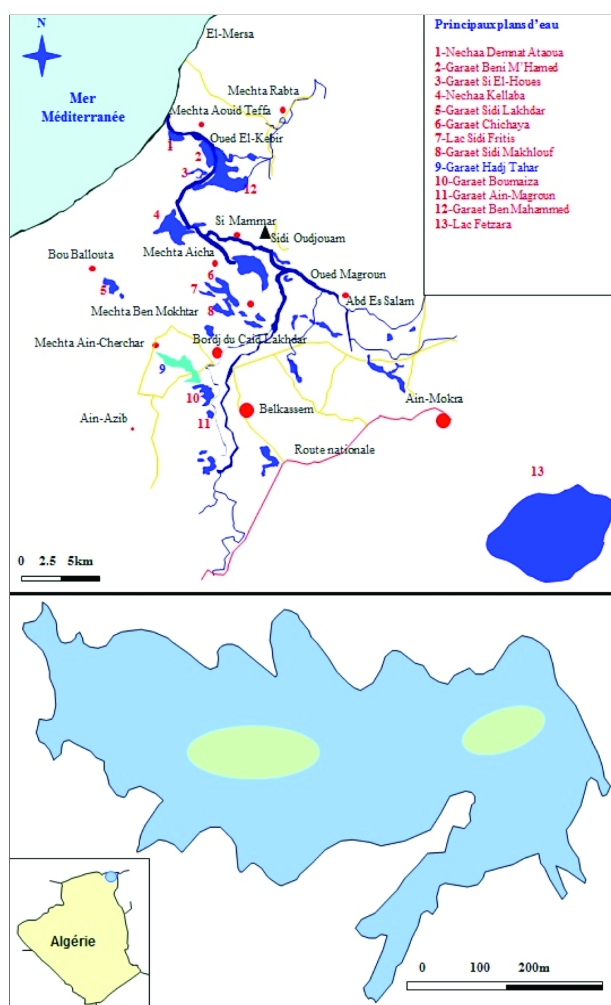 N
El-Mersa
Mer
Méditerranée
Mechta Rabta
Mechta Aouid Teffa
Oued El-Kebir
1
2
3
12
4
Si Mammar
Sidi Oudjouam
Bou Ballouta
Mechta Aicha
6
Oued Magroun
5
7
Abd Es Salam
Mechta Ben Mokhtar
8
Mechta Ain-Cherchar
Bordj du Caïd Lakhdar
9
10
Belkassem
Ain-Mokra
Ain-Azib
11
Route nationale
13
0 2.5 5km
Principaux plans d'eau
1-Nechaa Demnat Ataoua
2-Garaet Beni M'Hamed
3-Garaet Si El-Houes
4-Nechaa Kellaba
5-Garaet Sidi Lakhdar
6-Garaet Chichaya
7-Lac Sidi Fritis
8-Garaet Sidi Makhlouf
9-Garaet Hadj Tahar
10-Garaet Boumaiza
11-Garaet Ain-Magroun
12-Garaet Ben Mahammed
13-Lac Fetzara
Algérie
0 100 200m